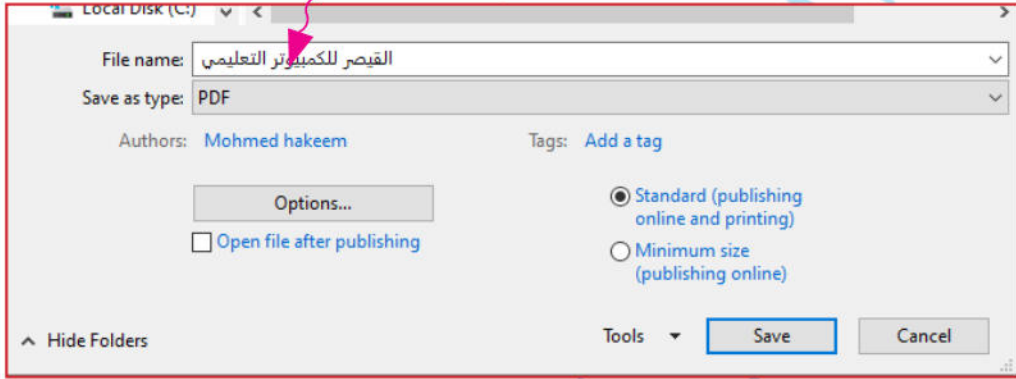 Local Disk (C:)
File name: القيصر للكمبيوتر التعليمي
Save as type: PDF
Authors: Mohmed hakeem Tags: Add a tag
Options...
Open file after publishing
Standard (publishing
online and printing)
Minimum size
(publishing online)
Hide Folders Tools Save Cancel